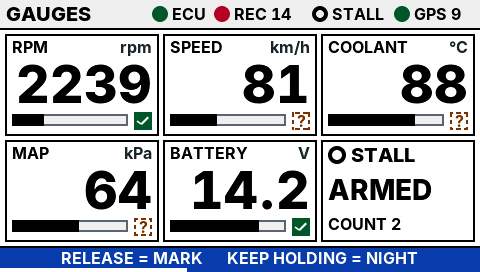 GAUGES ECU REC 14 STALL GPS 9
RPM rpm
2239
SPEED km/h
81
?
COOLANT °C
88
?
MAP kPa
64
?
BATTERY V
14.2
STALL
ARMED
COUNT 2
RELEASE = MARK KEEP HOLDING = NIGHT